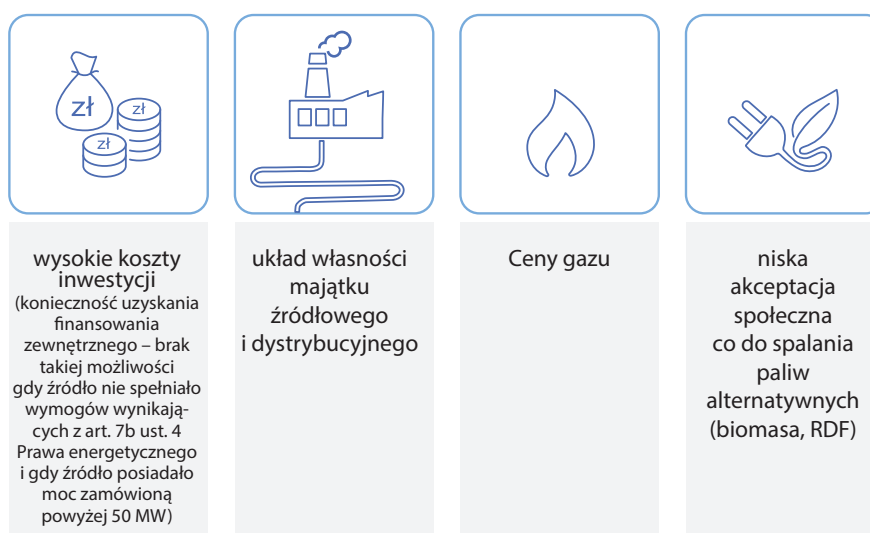 zł
zł
zł
wysokie koszty
inwestycji
(konieczność uzyskania
finansowania
zewnętrznego – brak
takiej możliwości
gdy źródło nie spełniało
wymogów wynikają-
cych z art. 7b ust. 4
Prawa energetycznego
i gdy źródło posiadało
moc zamówioną
powyżej 50 MW)
układ własności
majątku
źródłowego
i dystrybucyjnego
Ceny gazu
niska
akceptacja
społeczna
co do spalania
paliw
alternatywnych
(biomasa, RDF)